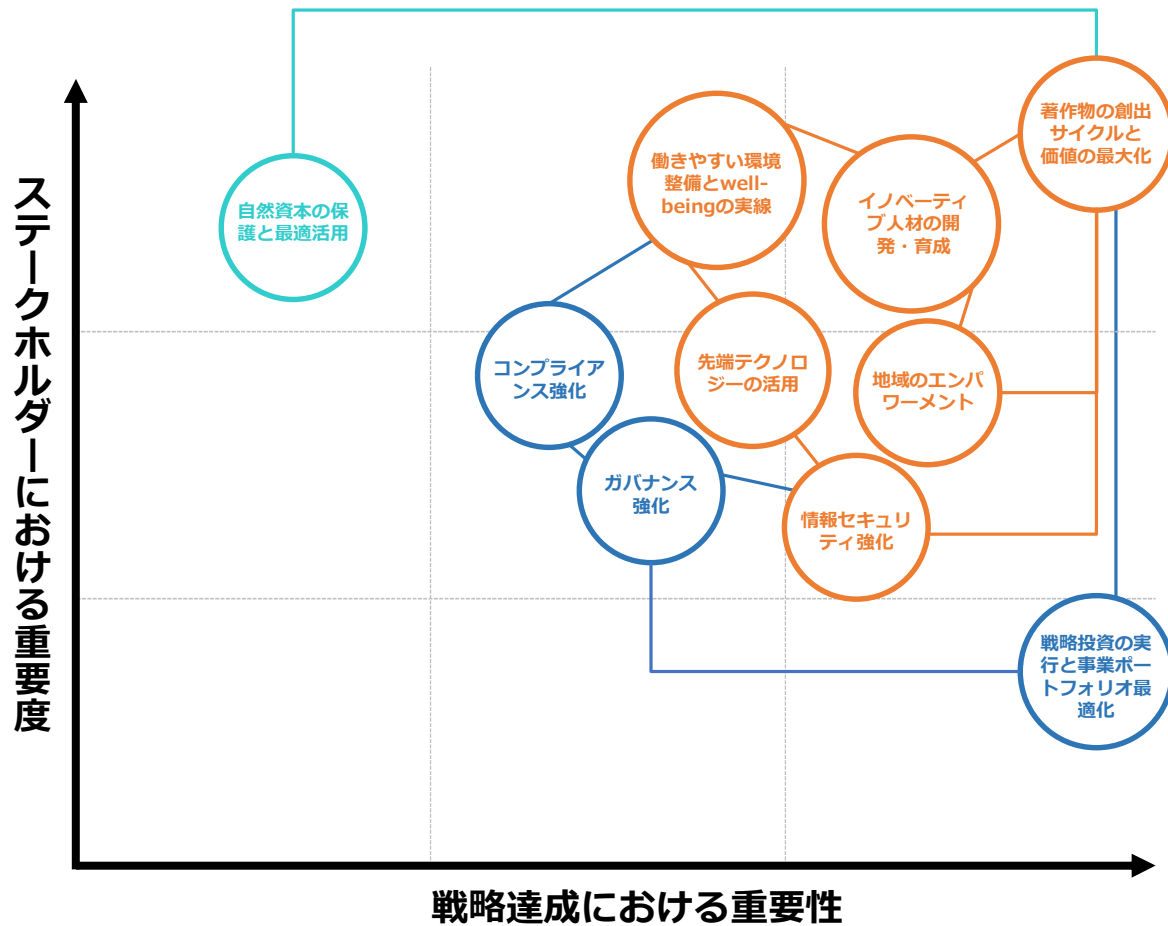 ステークホルダーにおける重要度
著作物の創出
サイクルと
価値の最大化
働きやすい環境
整備とwell-
beingの実線
イノベーティ
ブ人材の開
発・育成
自然資本の保
護と最適活用
コンプライア
ンス強化
先端テクノロ
ジーの活用
地域のエンパ
ワーメント
ガバナンス
強化
情報セキュリ
ティ強化
戦略投資の実
行と事業ポー
トフォリオ最
適化
戦略達成における重要性